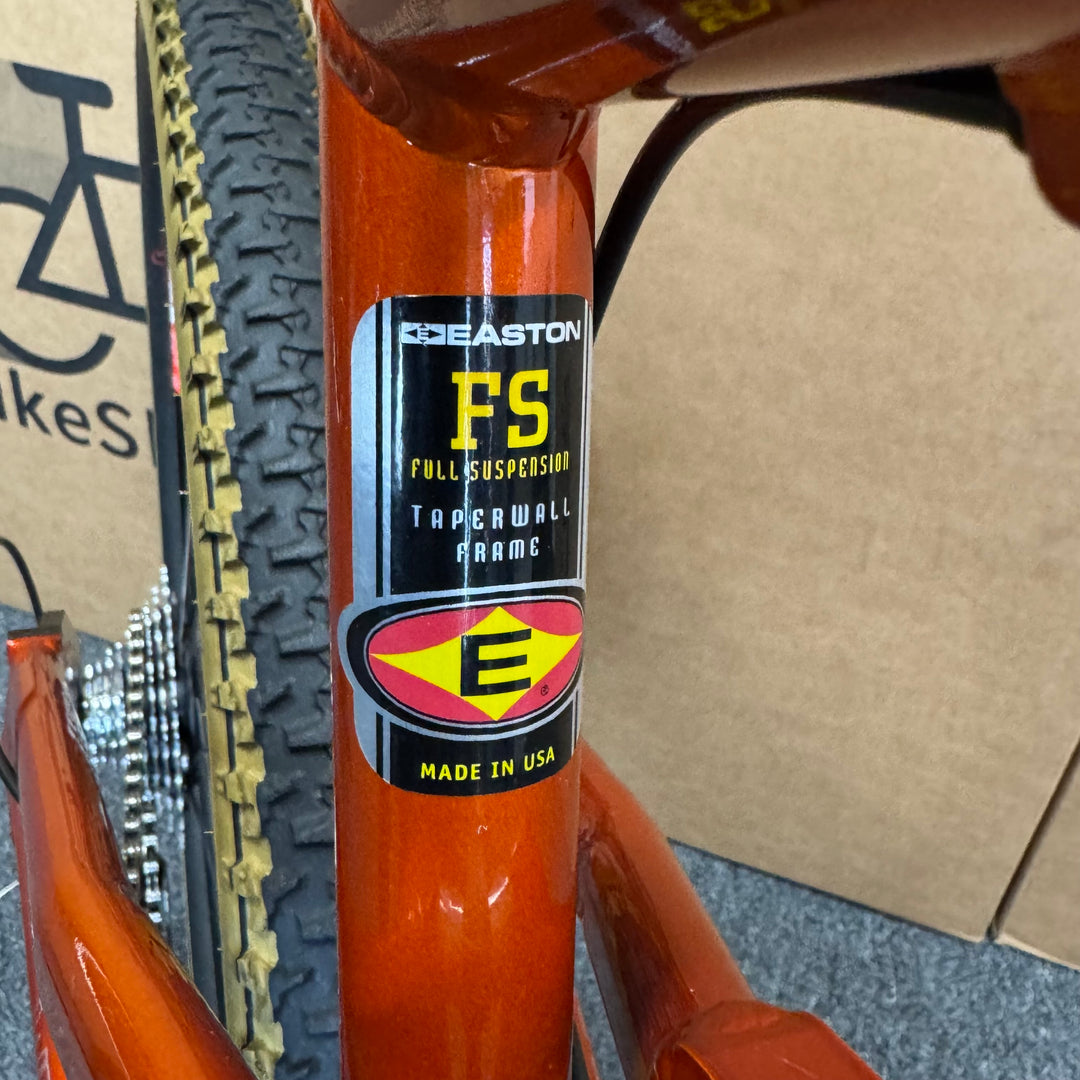 EASTON
FS
FULL SUSPENSION
TAPERWALL
FRAME
E
®
MADE IN USA